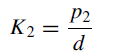 K₂ = p₂ / d